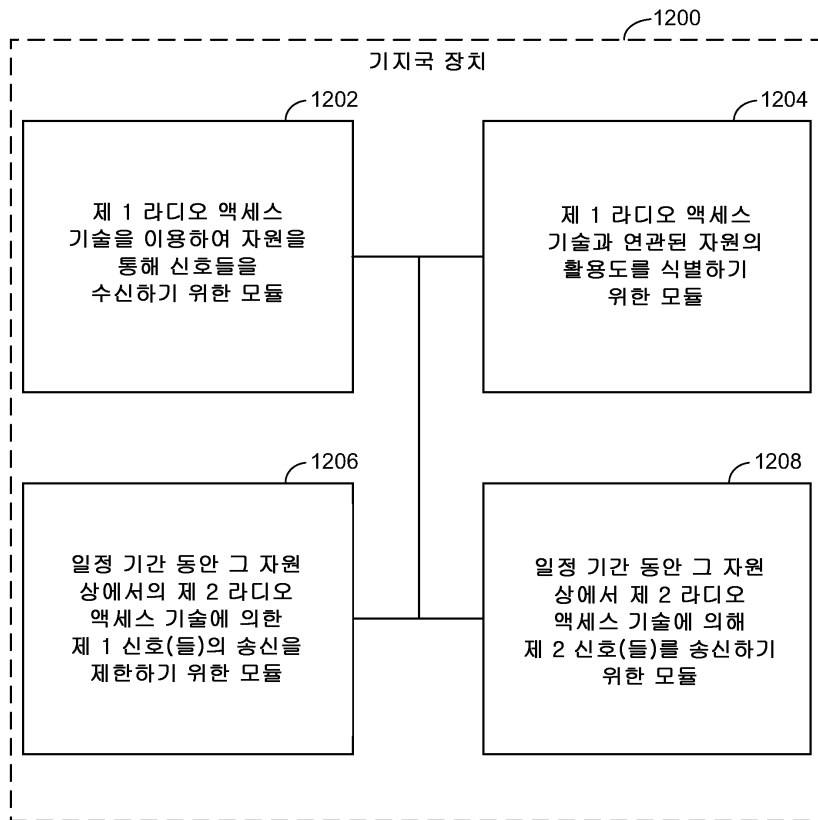 1200
기지국 장치
1202
제 1 라디오 액세스
기술을 이용하여 자원을
통해 신호들을
수신하기 위한 모듈
1204
제 1 라디오 액세스
기술과 연관된 자원의
활용도를 식별하기
위한 모듈
1206
일정 기간 동안 그 자원
상에서의 제 2 라디오
액세스 기술에 의한
제 1 신호(들)의 송신을
제한하기 위한 모듈
1208
일정 기간 동안 그 자원
상에서 제 2 라디오
액세스 기술에 의해
제 2 신호(들)를 송신하기
위한 모듈